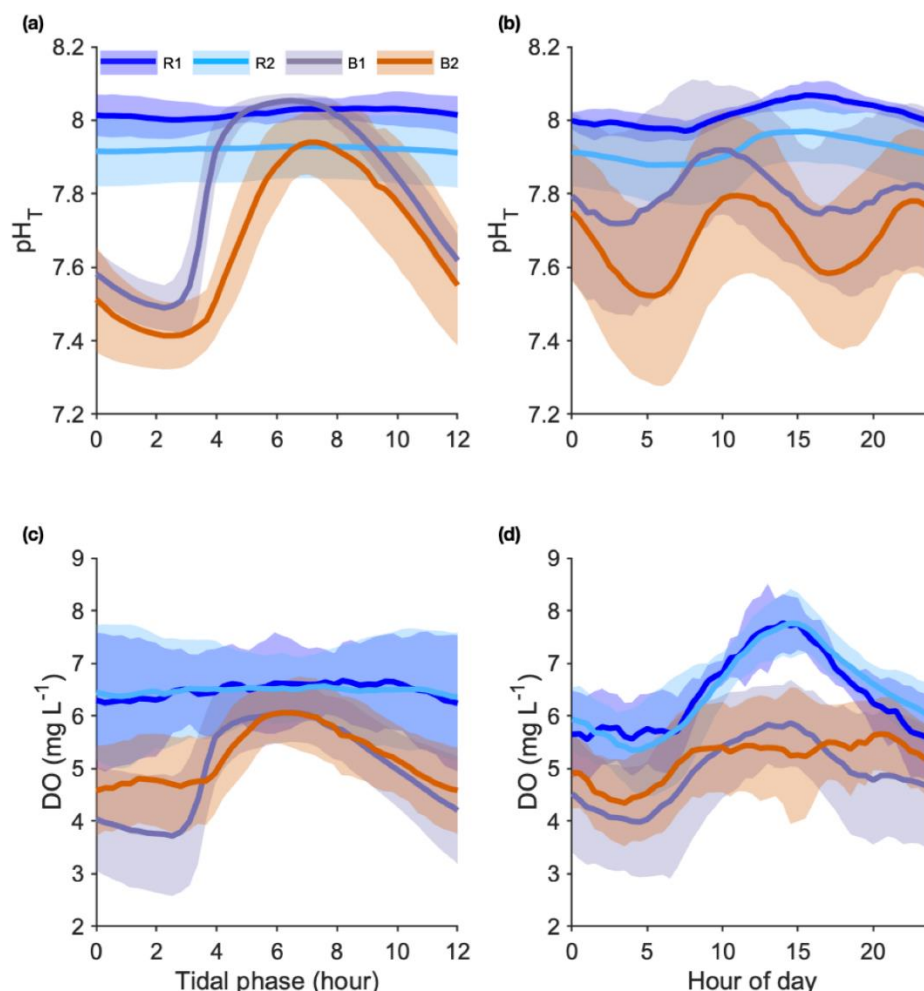 (a)
8.2
R1 R2 B1 B2
8
7.8
7.6
7.4
7.2
pH_T
0 2 4 6 8 10 12
(b)
8.2
8
7.8
7.6
7.4
7.2
pH_T
0 5 10 15 20
(c)
9
8
7
6
5
4
3
2
DO (mg L⁻¹)
0 2 4 6 8 10 12
Tidal phase (hour)
(d)
9
8
7
6
5
4
3
2
DO (mg L⁻¹)
0 5 10 15 20
Hour of day